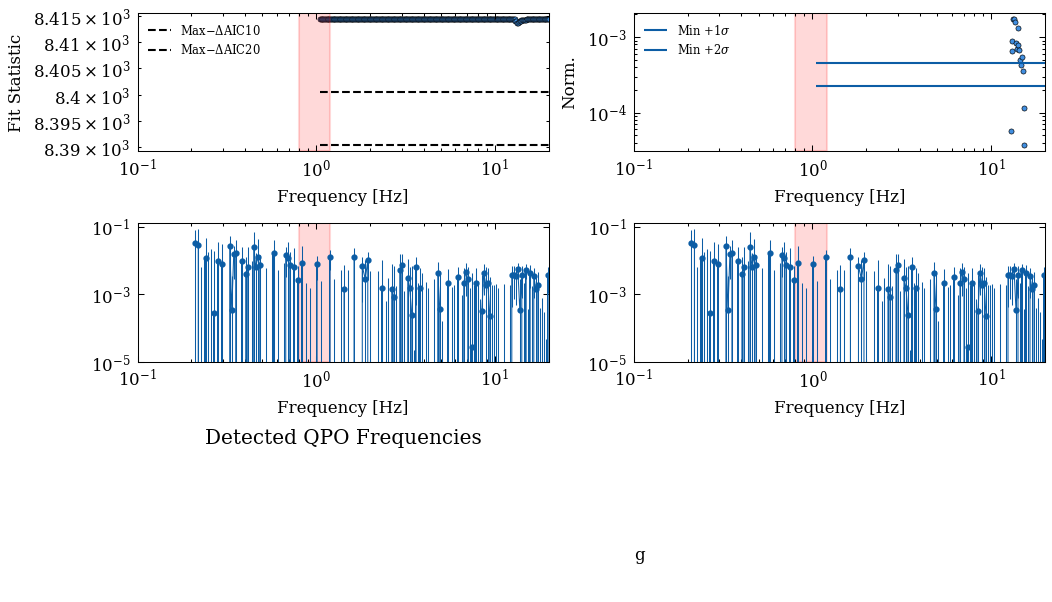 8.415 × 10³
8.41 × 10³
8.405 × 10³
8.4 × 10³
8.395 × 10³
8.39 × 10³
Fit Statistic
Max−ΔAIC10
Max−ΔAIC20
10⁻¹ 10⁰ 10¹
Frequency [Hz]
10⁻³
10⁻⁴
Norm.
Min +1σ
Min +2σ
10⁻¹ 10⁰ 10¹
Frequency [Hz]
10⁻¹
10⁻³
10⁻⁵
10⁻¹ 10⁰ 10¹
Frequency [Hz]
10⁻¹
10⁻³
10⁻⁵
10⁻¹ 10⁰ 10¹
Frequency [Hz]
Detected QPO Frequencies
g